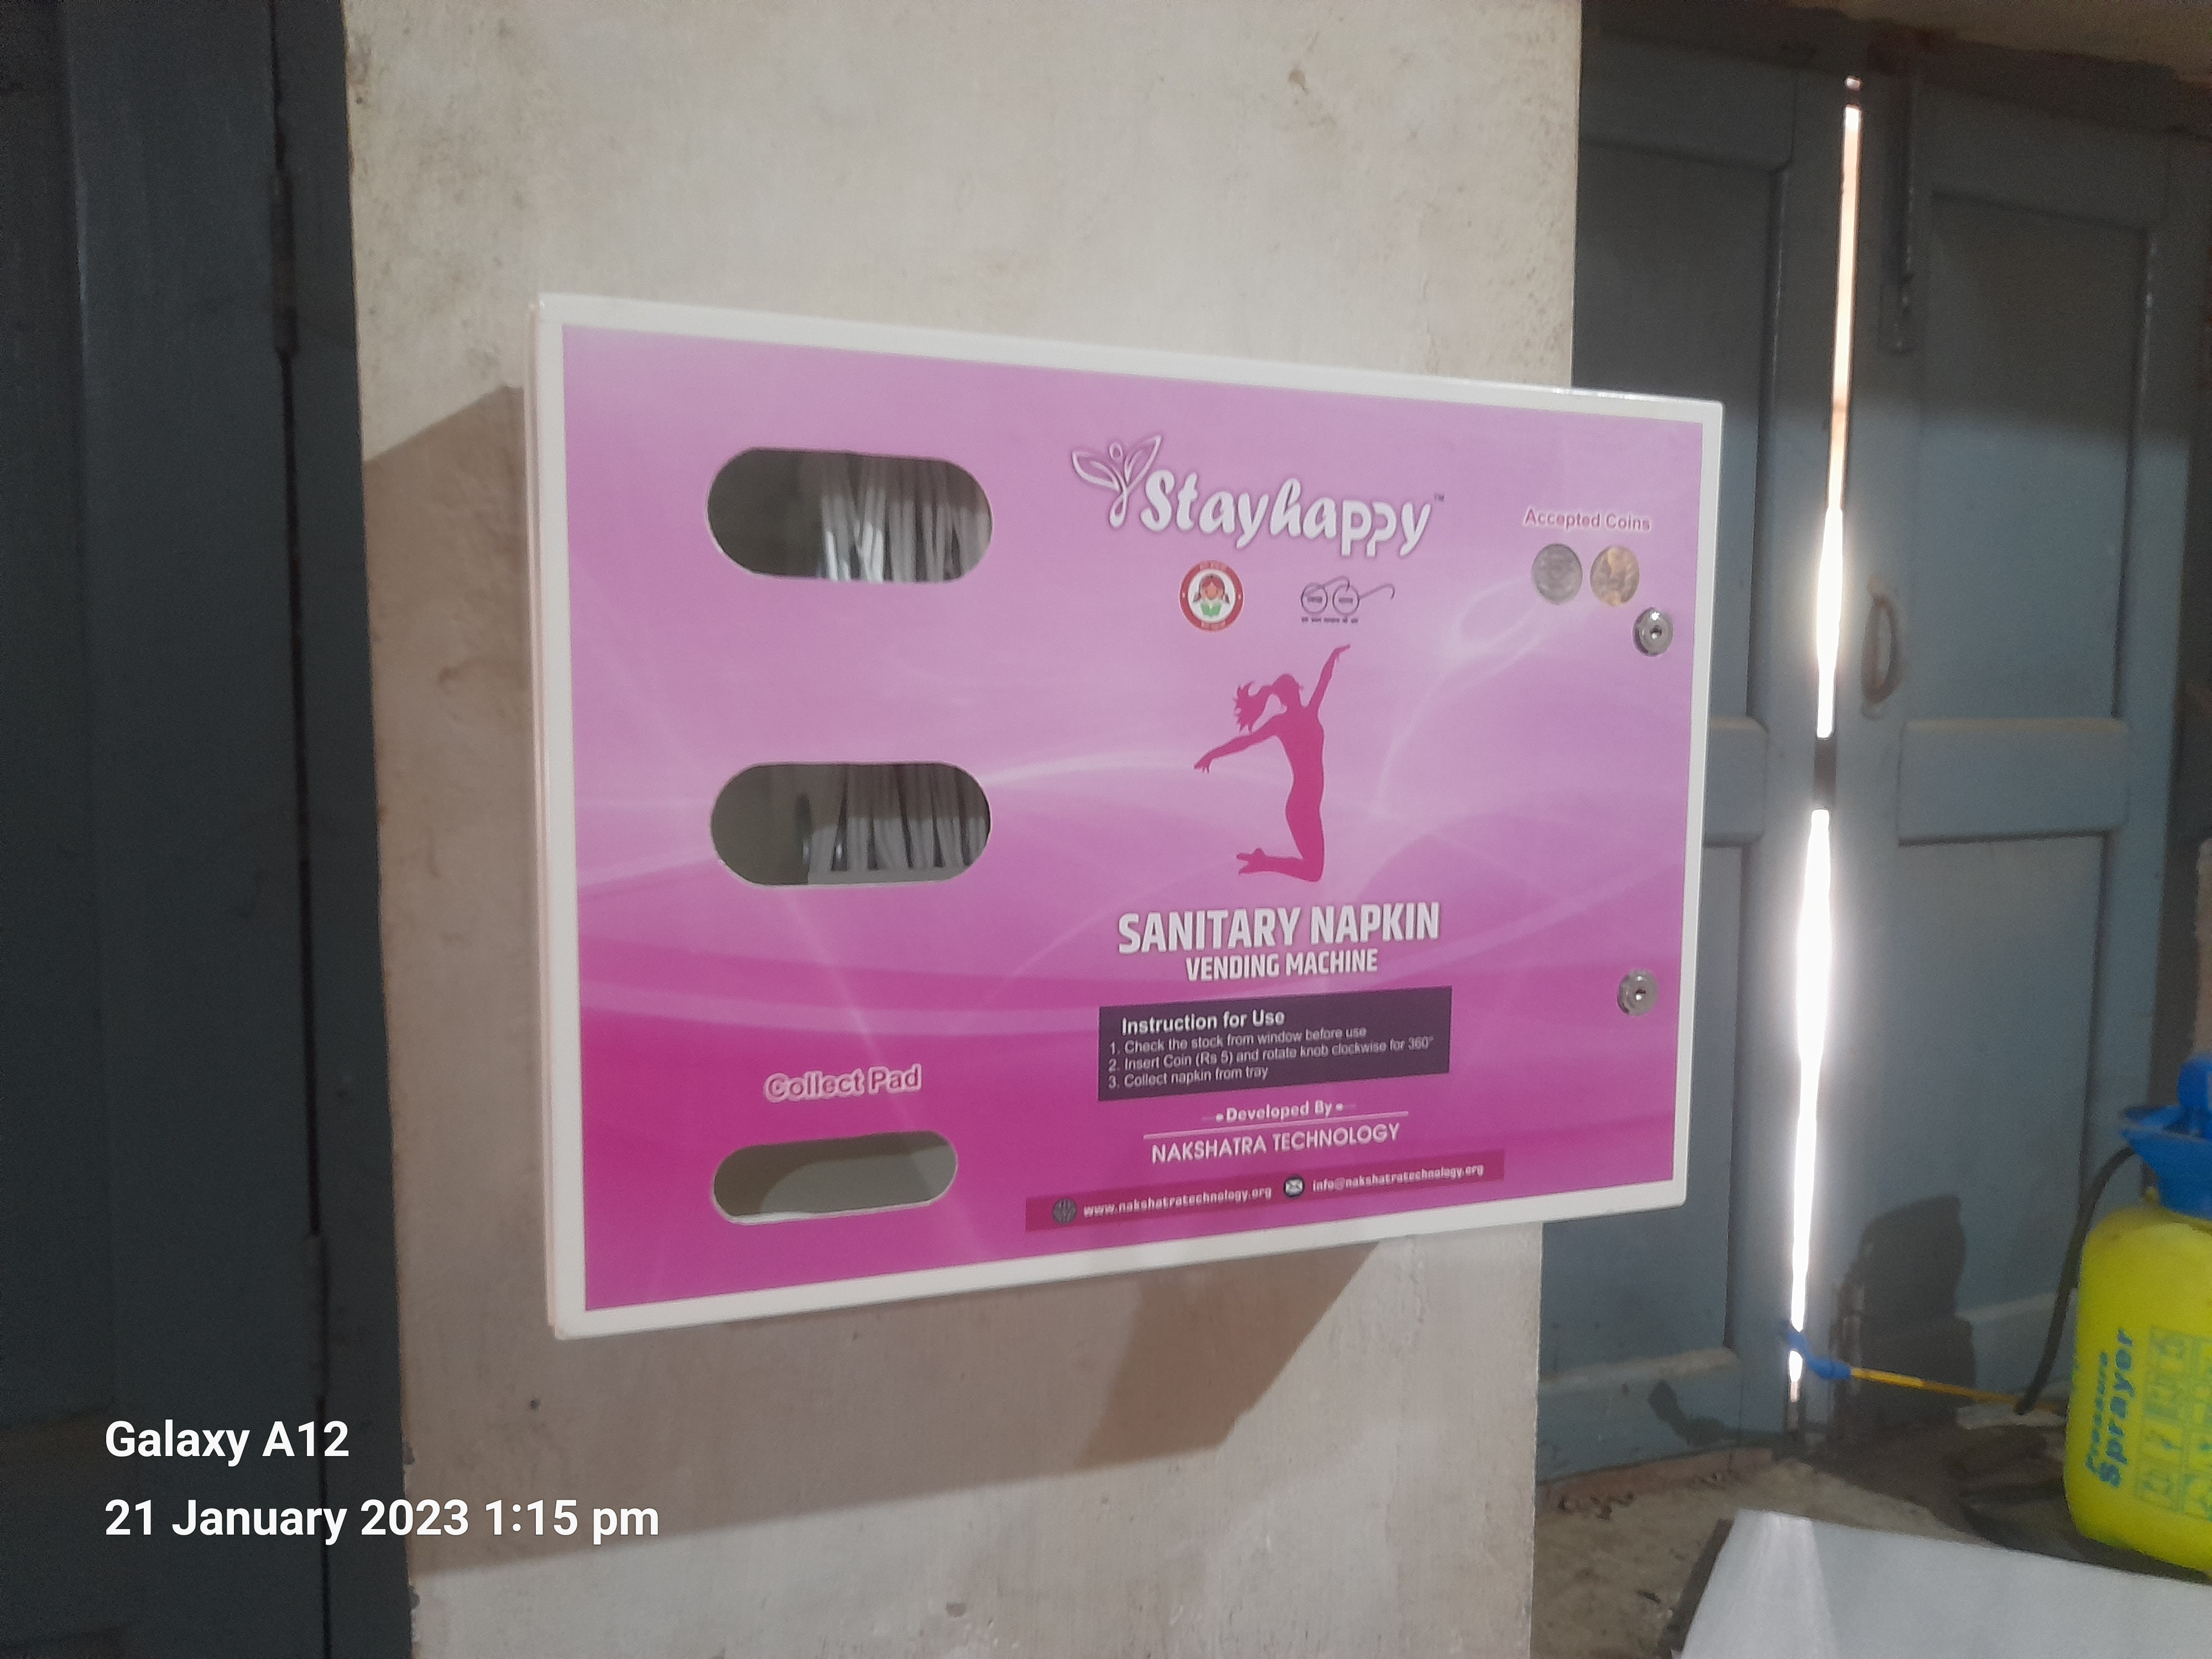 Stayhappy™
Accepted Coins
SANITARY NAPKIN
VENDING MACHINE
Instruction for Use
1. Check the stock from window before use
2. Insert Coin (Rs 5) and rotate knob clockwise for 360°
3. Collect napkin from tray
Collect Pad
Developed By
NAKSHATRA TECHNOLOGY
www.nakshatratechnology.org info@nakshatratechnology.org
Pressure
Sprayer
Galaxy A12
21 January 2023 1:15 pm